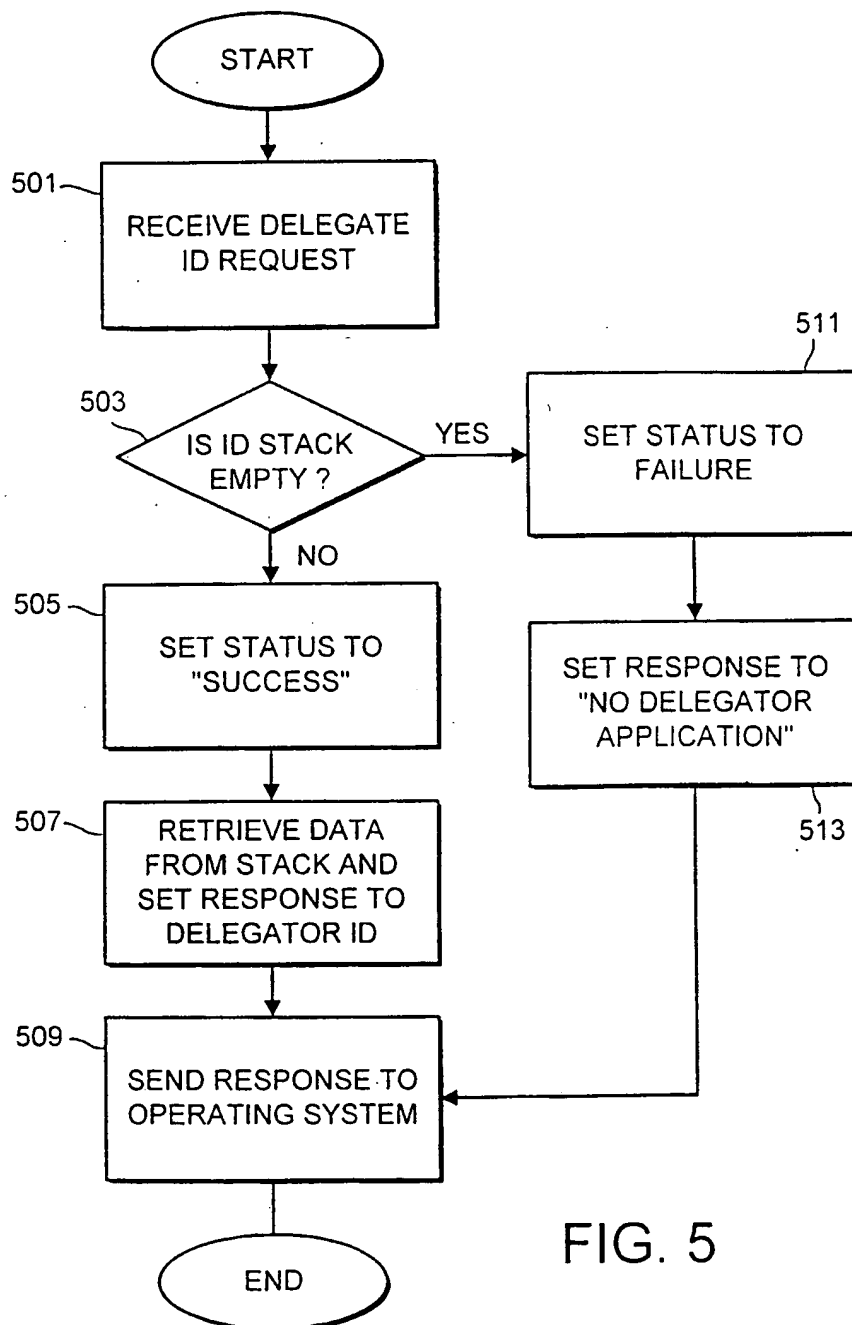 START
501
RECEIVE DELEGATE
ID REQUEST
503
IS ID STACK
EMPTY ?
YES
NO
511
SET STATUS TO
FAILURE
505
SET STATUS TO
"SUCCESS"
SET RESPONSE TO
"NO DELEGATOR
APPLICATION"
513
507
RETRIEVE DATA
FROM STACK AND
SET RESPONSE TO
DELEGATOR ID
509
SEND RESPONSE TO
OPERATING SYSTEM
END
FIG. 5